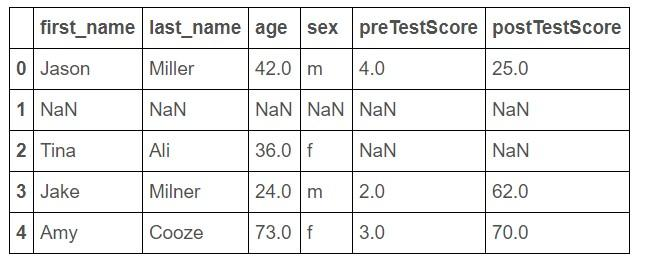 first_name last_name age sex preTestScore postTestScore
0 Jason Miller 42.0 m 4.0 25.0
1 NaN NaN NaN NaN NaN NaN
2 Tina Ali 36.0 f NaN NaN
3 Jake Milner 24.0 m 2.0 62.0
4 Amy Cooze 73.0 f 3.0 70.0